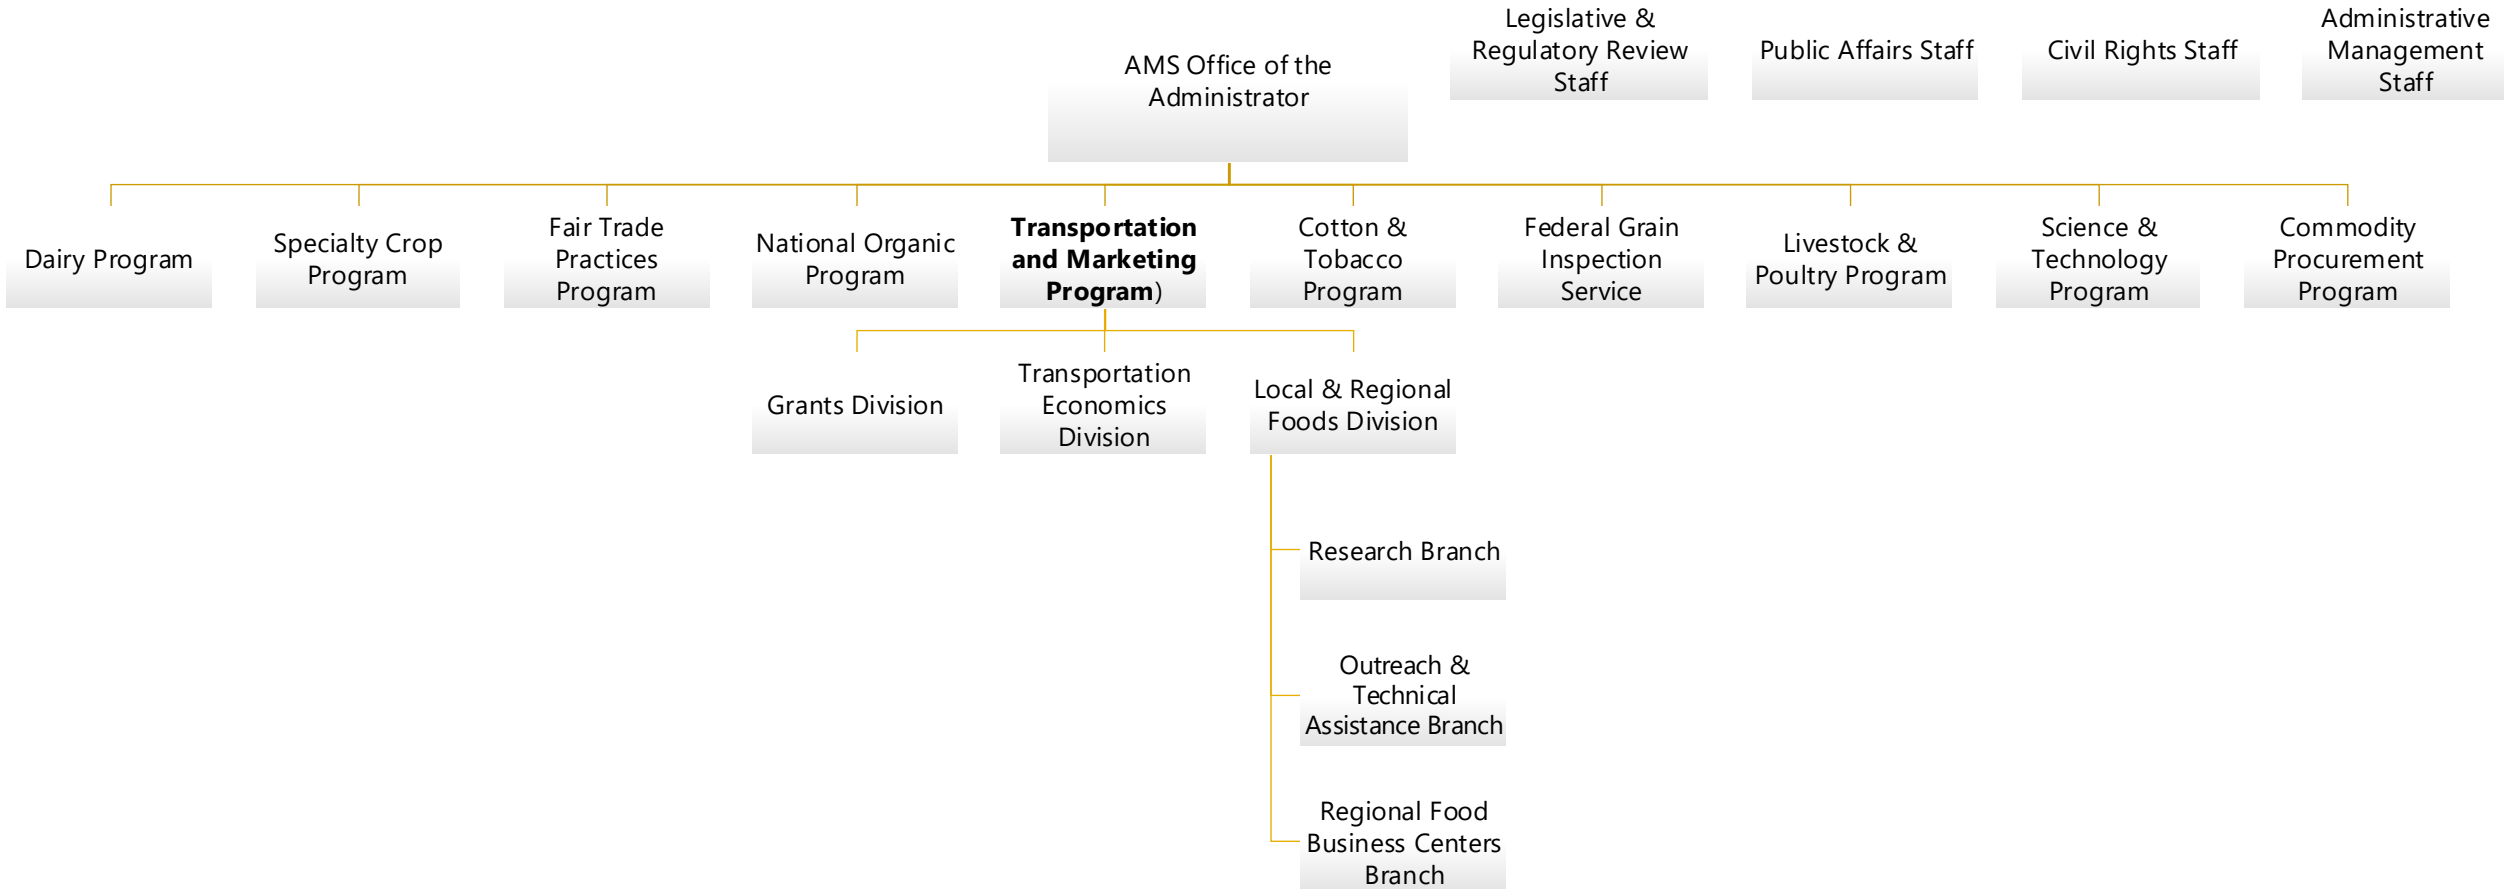 AMS Office of the
Administrator
Legislative &
Regulatory Review
Staff
Public Affairs Staff
Civil Rights Staff
Administrative
Management
Staff
Dairy Program
Specialty Crop
Program
Fair Trade
Practices
Program
National Organic
Program
Transportation
and Marketing
Program)
Cotton &
Tobacco
Program
Federal Grain
Inspection
Service
Livestock &
Poultry Program
Science &
Technology
Program
Commodity
Procurement
Program
Grants Division
Transportation
Economics
Division
Local & Regional
Foods Division
Research Branch
Outreach &
Technical
Assistance Branch
Regional Food
Business Centers
Branch